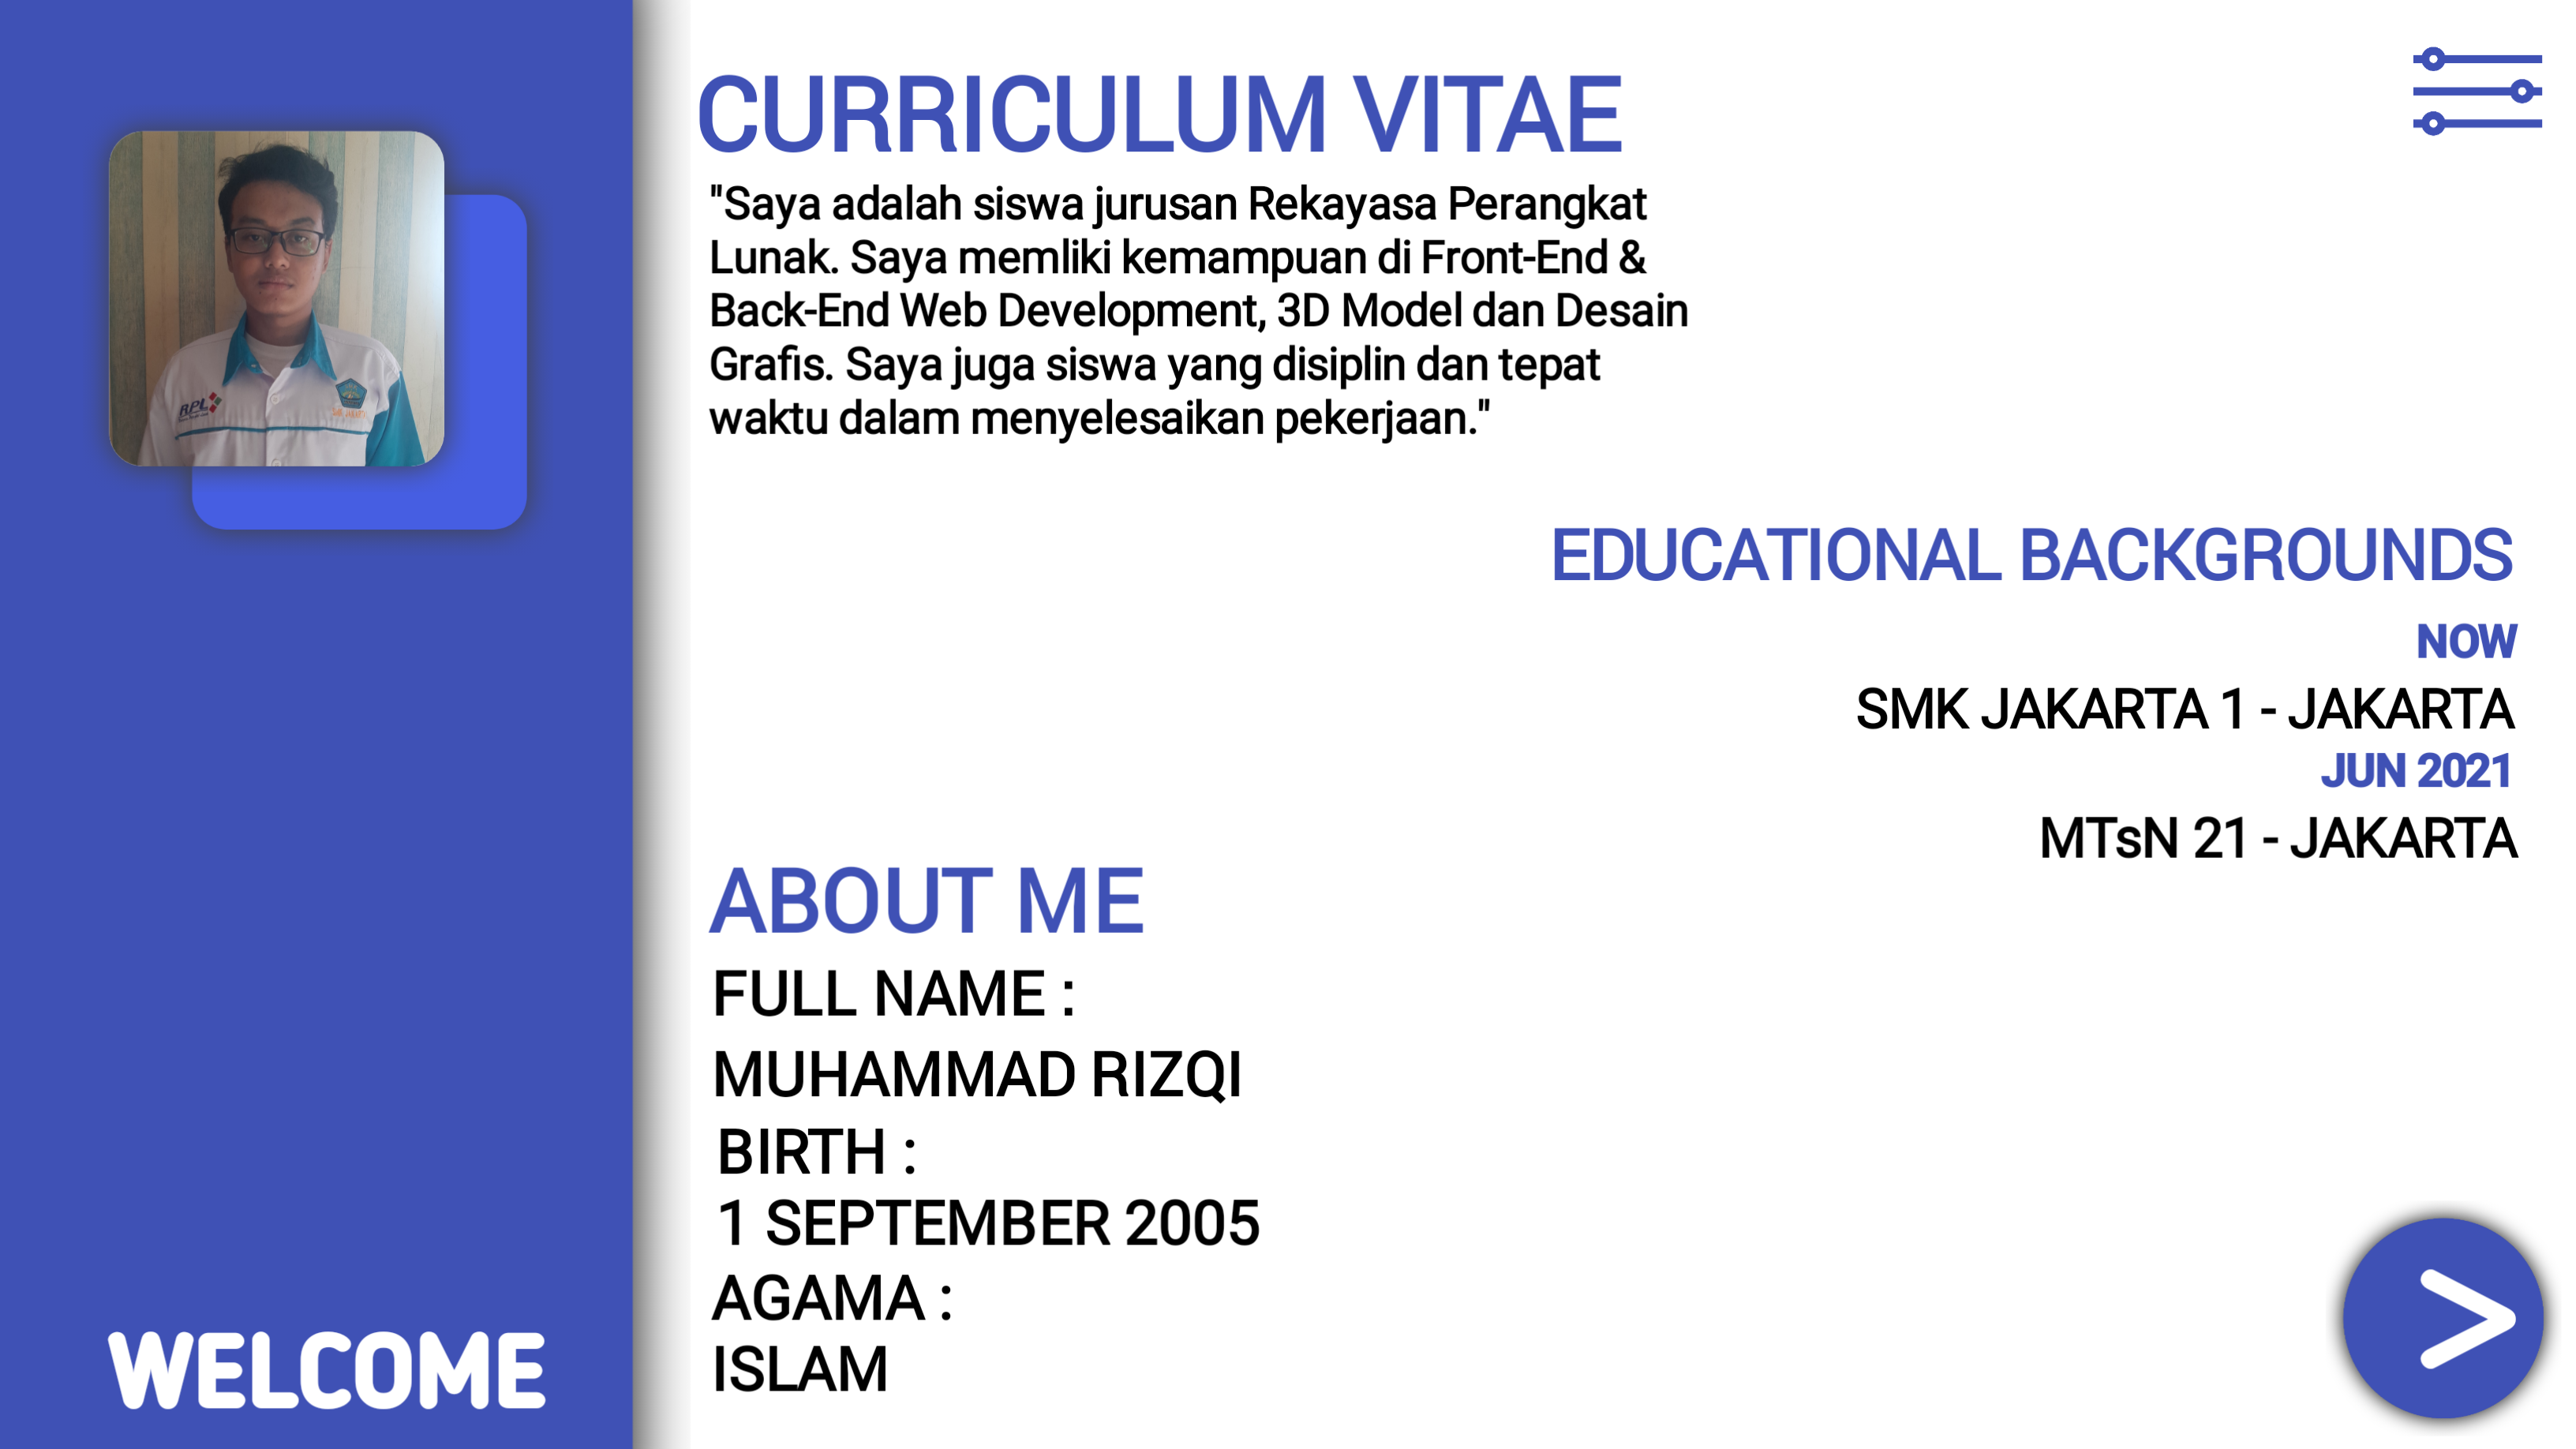 CURRICULUM VITAE
"Saya adalah siswa jurusan Rekayasa Perangkat
Lunak. Saya memliki kemampuan di Front-End &
Back-End Web Development, 3D Model dan Desain
Grafis. Saya juga siswa yang disiplin dan tepat
waktu dalam menyelesaikan pekerjaan."
EDUCATIONAL BACKGROUNDS
NOW
SMK JAKARTA 1 - JAKARTA
JUN 2021
MTsN 21 - JAKARTA
ABOUT ME
FULL NAME :
MUHAMMAD RIZQI
BIRTH :
1 SEPTEMBER 2005
AGAMA :
ISLAM
RPL
WELCOME
>